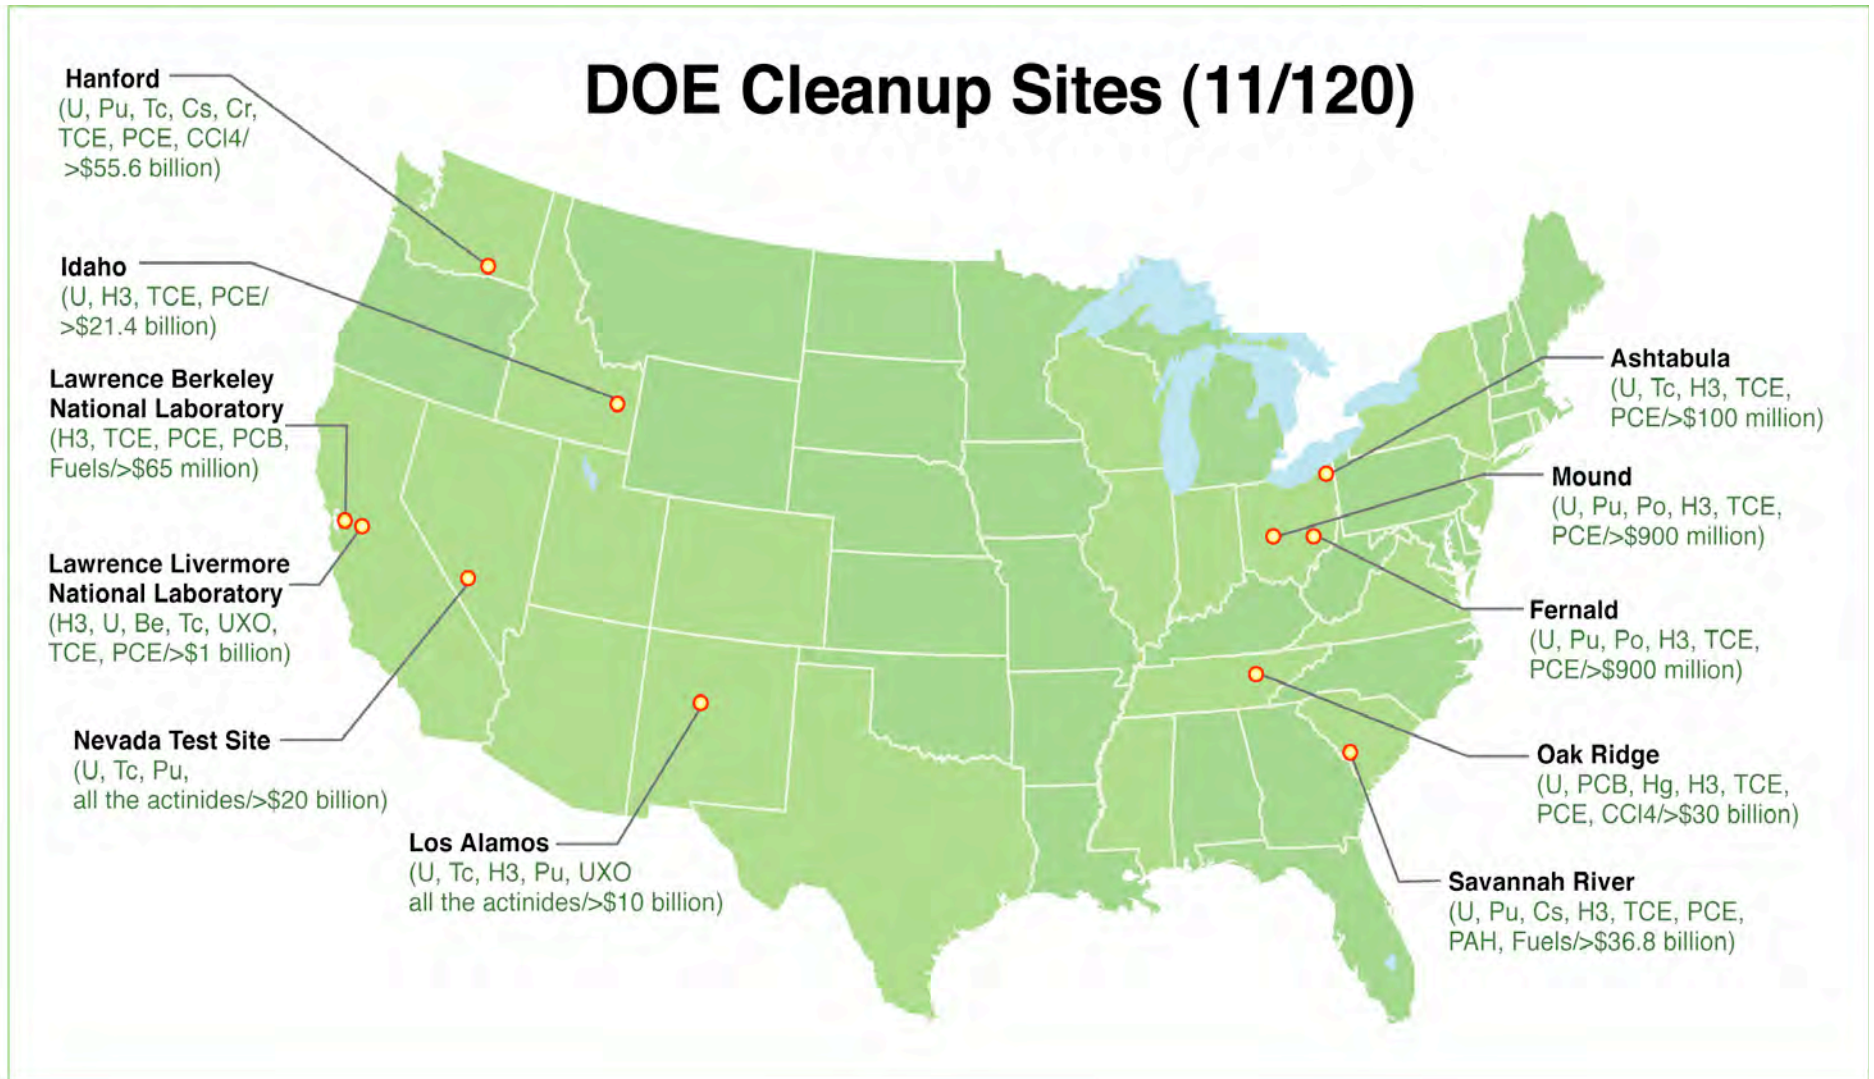 DOE Cleanup Sites (11/120)
Hanford
(U, Pu, Tc, Cs, Cr,
TCE, PCE, CCl4/
>$55.6 billion)
Idaho
(U, H3, TCE, PCE/
>$21.4 billion)
Lawrence Berkeley
National Laboratory
(H3, TCE, PCE, PCB,
Fuels/>$65 million)
Lawrence Livermore
National Laboratory
(H3, U, Be, Tc, UXO,
TCE, PCE/>$1 billion)
Nevada Test Site
(U, Tc, Pu,
all the actinides/>$20 billion)
Los Alamos
(U, Tc, H3, Pu, UXO
all the actinides/>$10 billion)
Ashtabula
(U, Tc, H3, TCE,
PCE/>$100 million)
Mound
(U, Pu, Po, H3, TCE,
PCE/>$900 million)
Fernald
(U, Pu, Po, H3, TCE,
PCE/>$900 million)
Oak Ridge
(U, PCB, Hg, H3, TCE,
PCE, CCl4/>$30 billion)
Savannah River
(U, Pu, Cs, H3, TCE, PCE,
PAH, Fuels/>$36.8 billion)